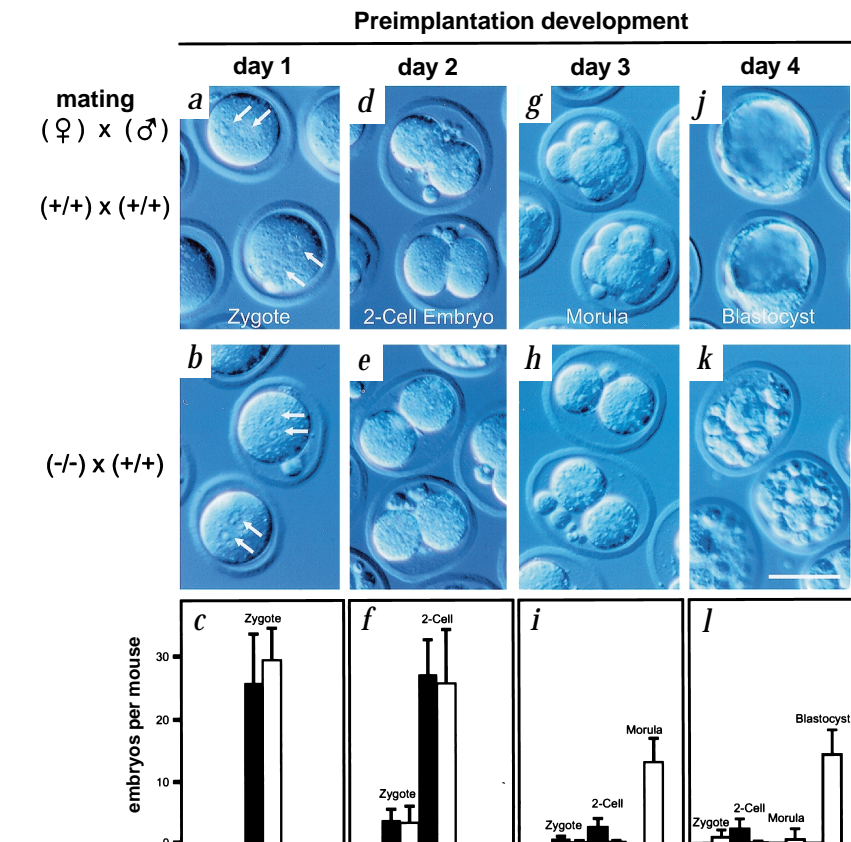 Preimplantation development
day 1 day 2 day 3 day 4
mating
(♀) x (♂)
(+/+) x (+/+)
a d g j
Zygote 2-Cell Embryo Morula Blastocyst
b e h k
(-/-) x (+/+)
c f i l
Zygote 2-Cell
embryos per mouse
30
20
10
0
Zygote
Morula
Zygote 2-Cell
Blastocyst
Zygote 2-Cell Morula